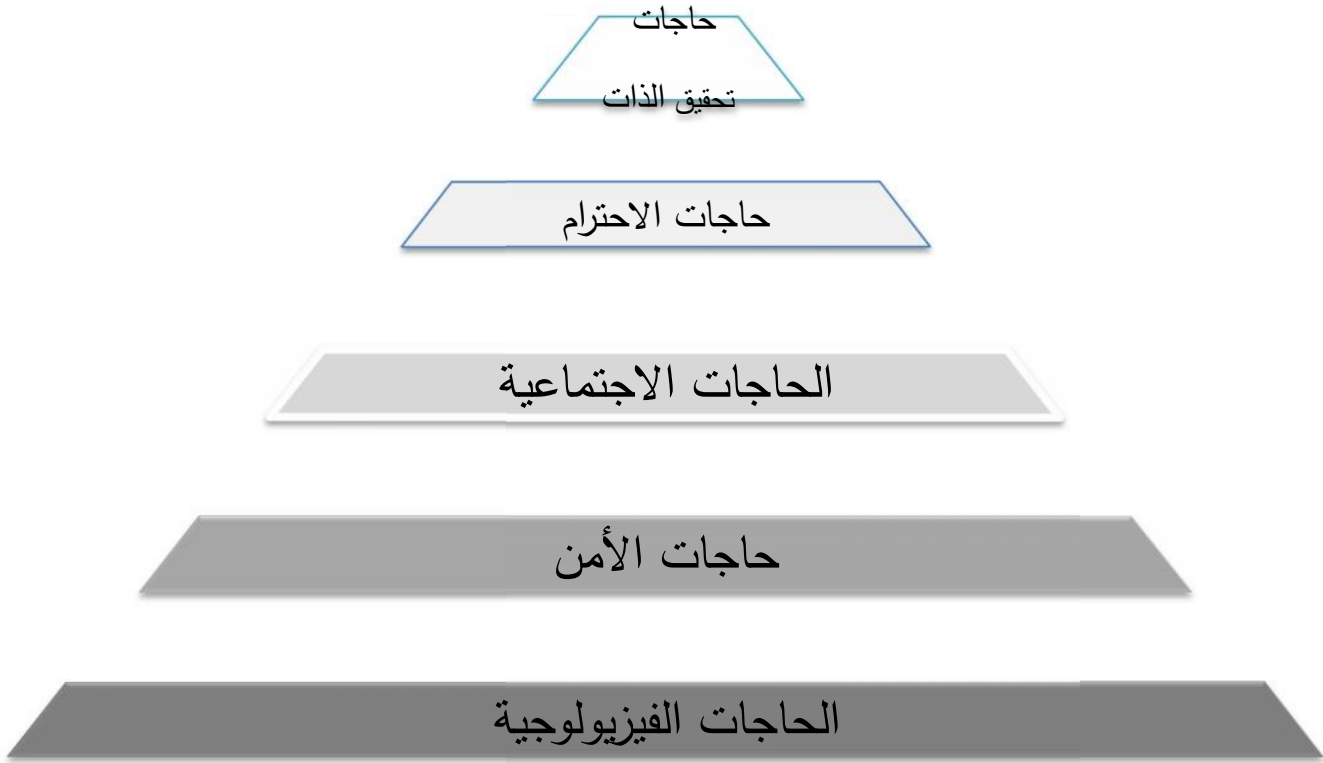 حاجات
تحقيق الذات
حاجات الاحترام
الحاجات الاجتماعية
حاجات الأمن
الحاجات الفيزيولوجية